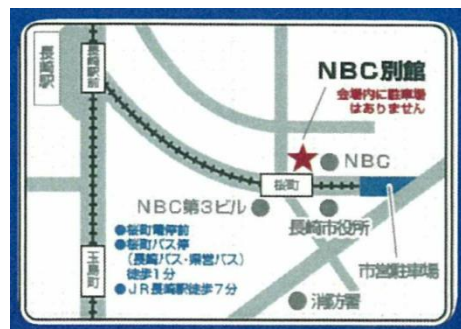 長崎駅
長崎駅前
NBC別館
会場内に駐車場
はありません
NBC
桜町
NBC第3ビル
長崎市役所
●桜町電停前
●桜町バス停
(長崎バス・県営バス)
徒歩1分
●JR長崎駅徒歩7分
五島町
市営駐車場
消防署